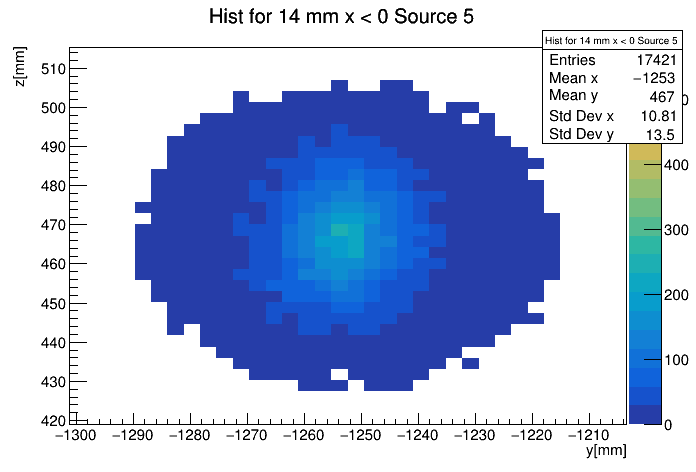 Hist for 14 mm x < 0 Source 5
Hist for 14 mm x < 0 Source 5
Entries 17421
Mean x −1253
Mean y 467
Std Dev x 10.81
Std Dev y 13.5
z[mm]
510
500
490
480
470
460
450
440
430
420
−1300 −1290 −1280 −1270 −1260 −1250 −1240 −1230 −1220 −1210
y[mm]
0
400
300
200
100
0